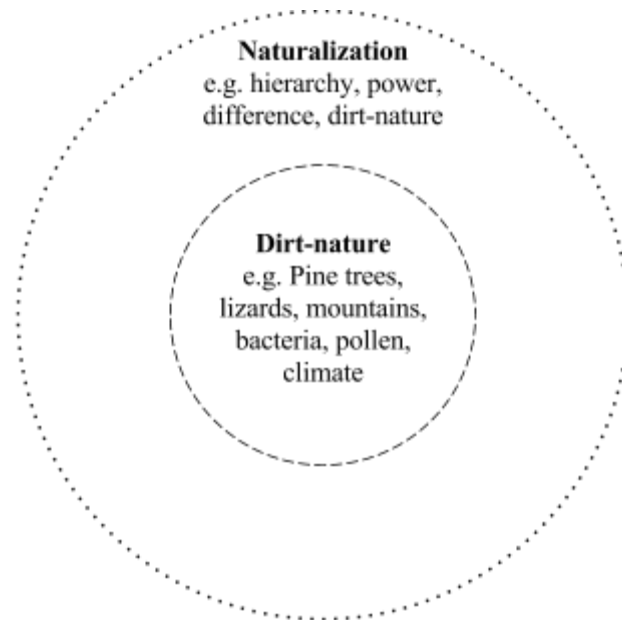 Naturalization
e.g. hierarchy, power,
difference, dirt-nature
Dirt-nature
e.g. Pine trees,
lizards, mountains,
bacteria, pollen,
climate